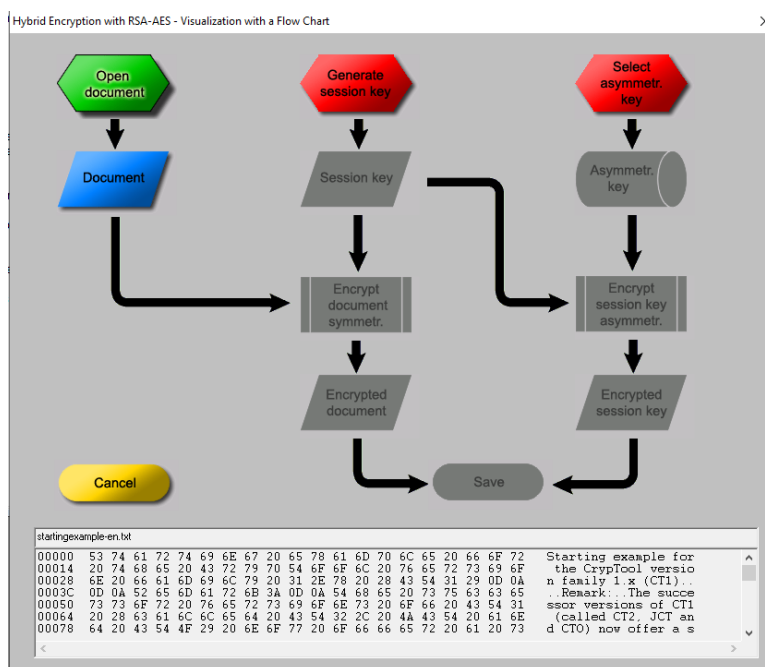 Hybrid Encryption with RSA-AES - Visualization with a Flow Chart
Open
document
Generate
session key
Select
asymmetr.
key
Document
Session key
Asymmetr.
key
Encrypt
document
symmetr.
Encrypt
session key
asymmetr.
Encrypted
document
Encrypted
session key
Cancel
Save
startingexample-en.txt
00000 53 74 61 72 74 69 6E 67 20 65 78 61 6D 70 6C 65 20 66 6F 72 Starting example for
00014 20 74 68 65 20 43 72 79 70 54 6F 6F 6C 20 76 65 72 73 69 6F the CrypTool versio
00028 6E 20 66 61 6D 69 6C 79 20 31 2E 78 20 28 43 54 31 29 0D 0A n family 1.x (CT1)..
0003C 0D 0A 52 65 6D 61 72 6B 3A 0D 0A 54 68 65 20 73 75 63 63 65 ..Remark:..The succe
00050 73 73 6F 72 20 76 65 72 73 69 6F 6E 73 20 6F 66 20 43 54 31 ssor versions of CT1
00064 20 28 63 61 6C 6C 65 64 20 43 54 32 2C 20 4A 43 54 20 61 6E (called CT2, JCT an
00078 64 20 43 54 4F 29 20 6E 6F 77 20 6F 66 66 65 72 20 61 20 73 d CTO) now offer a s